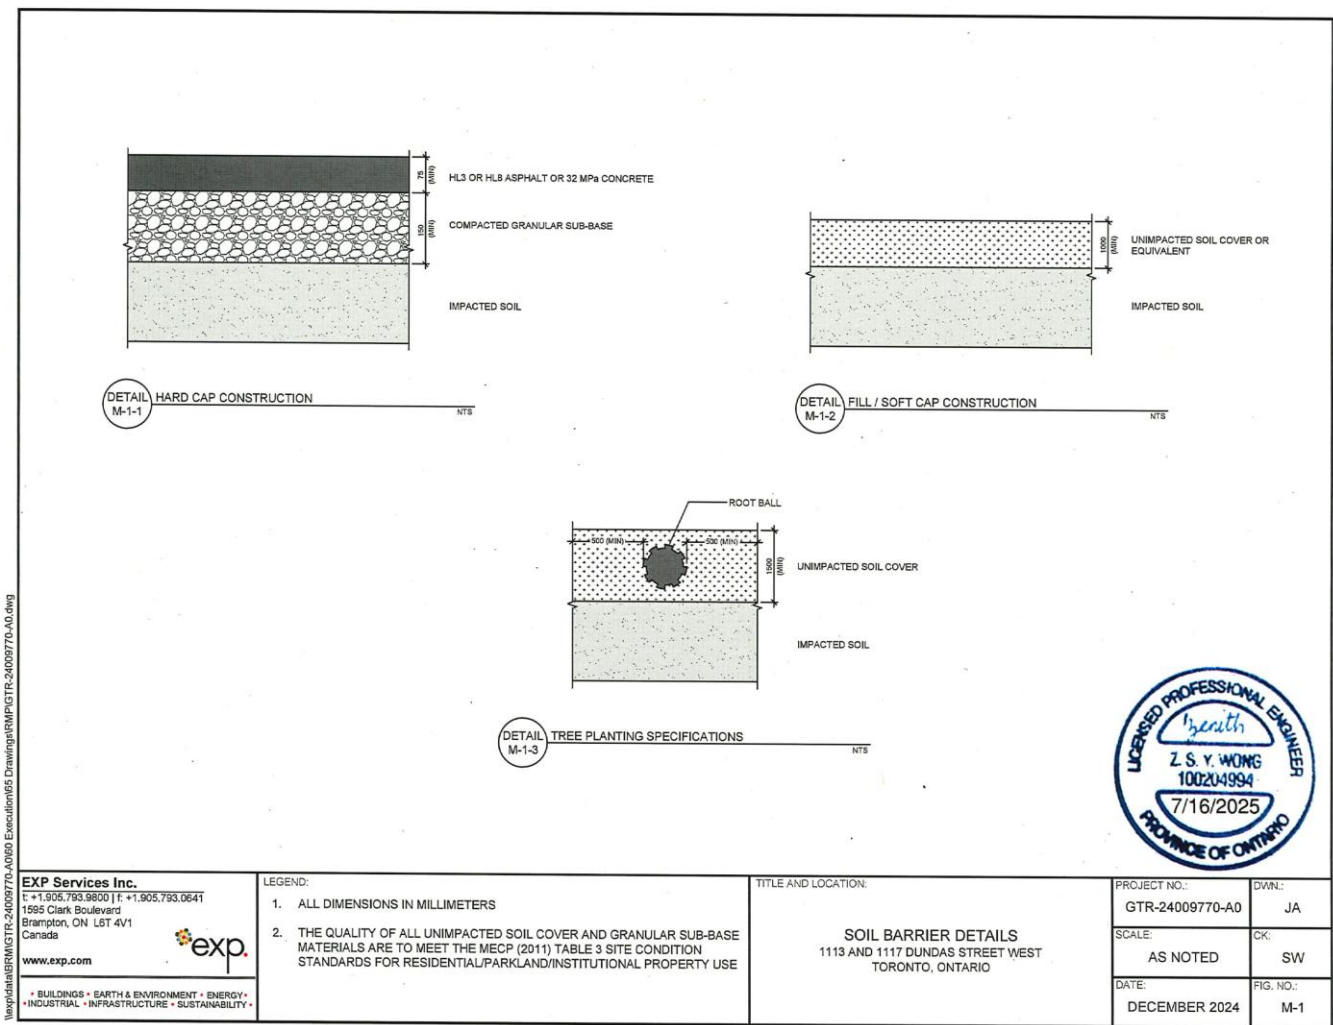 75
(MIN)
HL3 OR HL8 ASPHALT OR 32 MPa CONCRETE
150
(MIN)
COMPACTED GRANULAR SUB-BASE
IMPACTED SOIL
DETAIL
M-1-1
HARD CAP CONSTRUCTION
NTS
1000
(MIN)
UNIMPACTED SOIL COVER OR
EQUIVALENT
IMPACTED SOIL
DETAIL
M-1-2
FILL / SOFT CAP CONSTRUCTION
NTS
ROOT BALL
500 (MIN)
500 (MIN)
1500
(MIN)
UNIMPACTED SOIL COVER
IMPACTED SOIL
DETAIL
M-1-3
TREE PLANTING SPECIFICATIONS
NTS
LICENSED PROFESSIONAL ENGINEER
Zenith
Z. S. Y. WONG
100204994
7/16/2025
PROVINCE OF ONTARIO
\\exp\data\BRM\GTR-24009770-A0\60 Execution\65 Drawings\RMP\GTR-24009770-A0.dwg
EXP Services Inc.
t: +1.905.793.9800 | f: +1.905.793.0641
1595 Clark Boulevard
Brampton, ON L6T 4V1
Canada
www.exp.com
exp.
• BUILDINGS • EARTH & ENVIRONMENT • ENERGY •
• INDUSTRIAL • INFRASTRUCTURE • SUSTAINABILITY •
LEGEND:
1. ALL DIMENSIONS IN MILLIMETERS
2. THE QUALITY OF ALL UNIMPACTED SOIL COVER AND GRANULAR SUB-BASE
MATERIALS ARE TO MEET THE MECP (2011) TABLE 3 SITE CONDITION
STANDARDS FOR RESIDENTIAL/PARKLAND/INSTITUTIONAL PROPERTY USE
TITLE AND LOCATION:
SOIL BARRIER DETAILS
1113 AND 1117 DUNDAS STREET WEST
TORONTO, ONTARIO
PROJECT NO.:
GTR-24009770-A0
DWN.:
JA
SCALE:
AS NOTED
CK:
SW
DATE:
DECEMBER 2024
FIG. NO.:
M-1